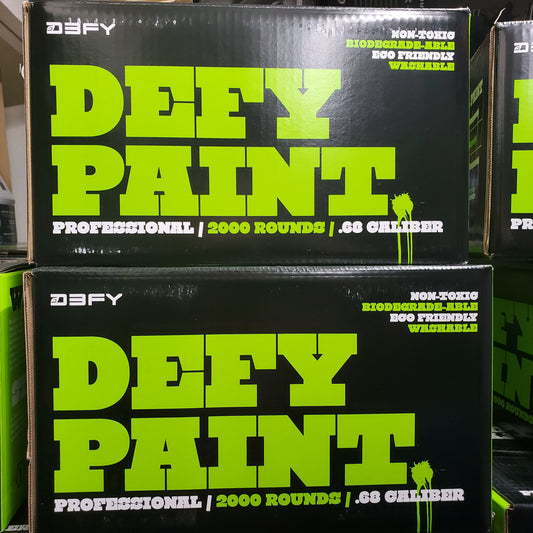 D3FY
NON-TOXIC
BIODEGRADE-ABLE
ECO FRIENDLY
WASHABLE
DEFY
PAINT
PROFESSIONAL / 2000 ROUNDS / .68 CALIBER
D3FY
NON-TOXIC
BIODEGRADE-ABLE
ECO FRIENDLY
WASHABLE
DEFY
PAINT
PROFESSIONAL / 2000 ROUNDS / .68 CALIBER
D3FY